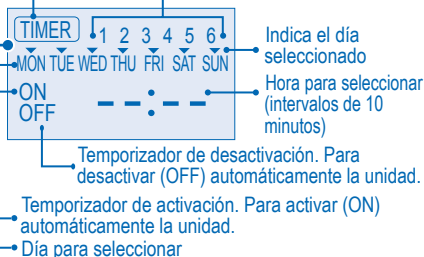 TIMER 1 2 3 4 5 6
MON TUE WED THU FRI SAT SUN
ON
OFF
--:--
Indica el día
seleccionado
Hora para seleccionar
(intervalos de 10
minutos)
Temporizador de desactivación. Para
desactivar (OFF) automáticamente la unidad.
Temporizador de activación. Para activar (ON)
automáticamente la unidad.
Día para seleccionar